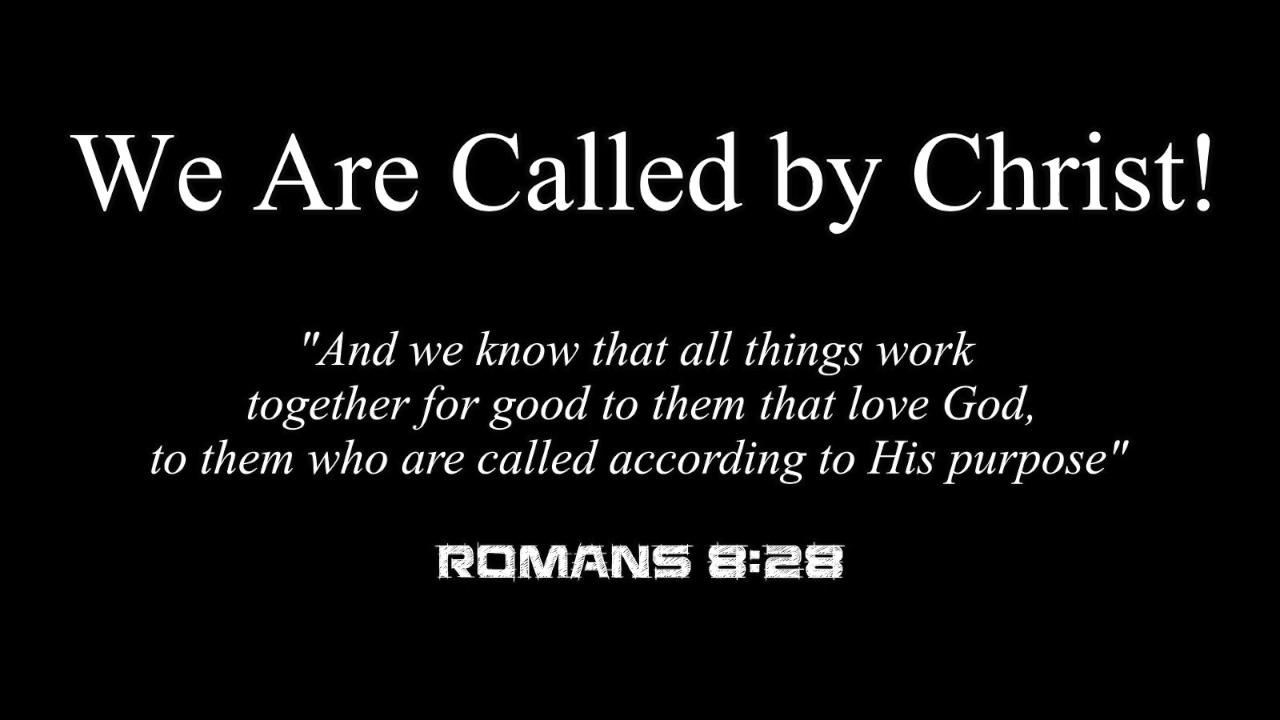 We Are Called by Christ!
"And we know that all things work
together for good to them that love God,
to them who are called according to His purpose"
ROMANS 8:28